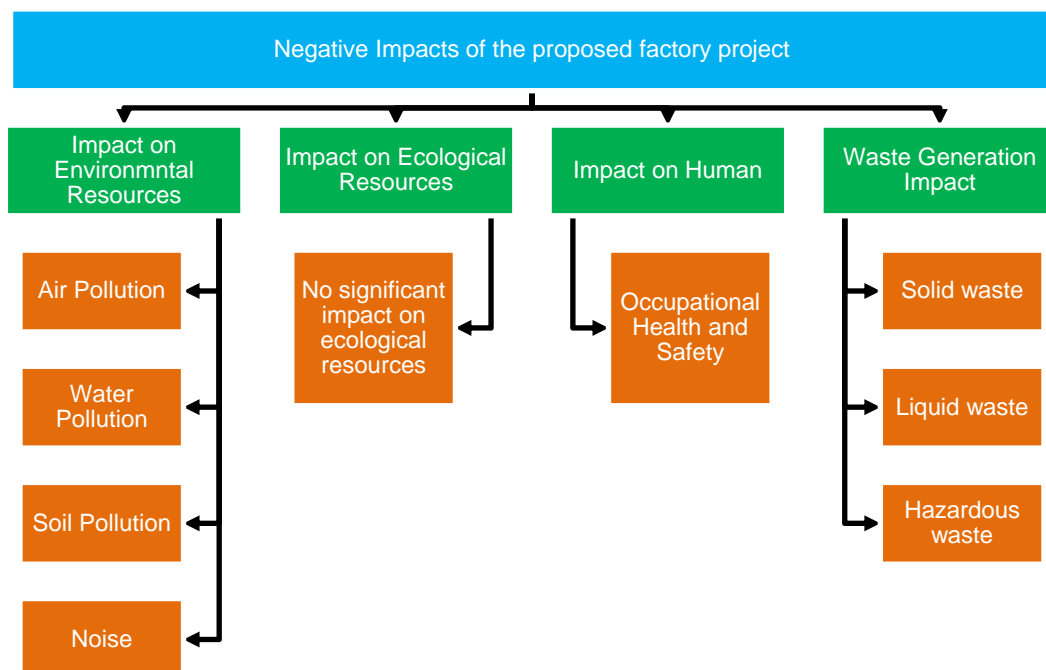 Negative Impacts of the proposed factory project
Impact on
Environmntal
Resources
Impact on Ecological
Resources
Impact on Human
Waste Generation
Impact
Air Pollution
Water
Pollution
Soil Pollution
Noise
No significant
impact on
ecological
resources
Occupational
Health and
Safety
Solid waste
Liquid waste
Hazardous
waste